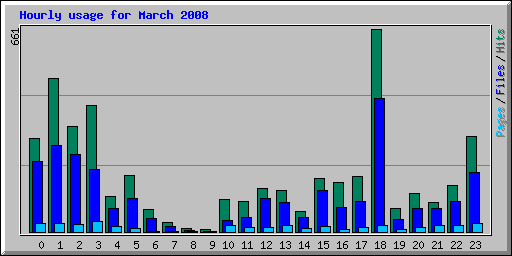 Hourly usage for March 2008
661
Pages / Files / Hits
0 1 2 3 4 5 6 7 8 9 10 11 12 13 14 15 16 17 18 19 20 21 22 23